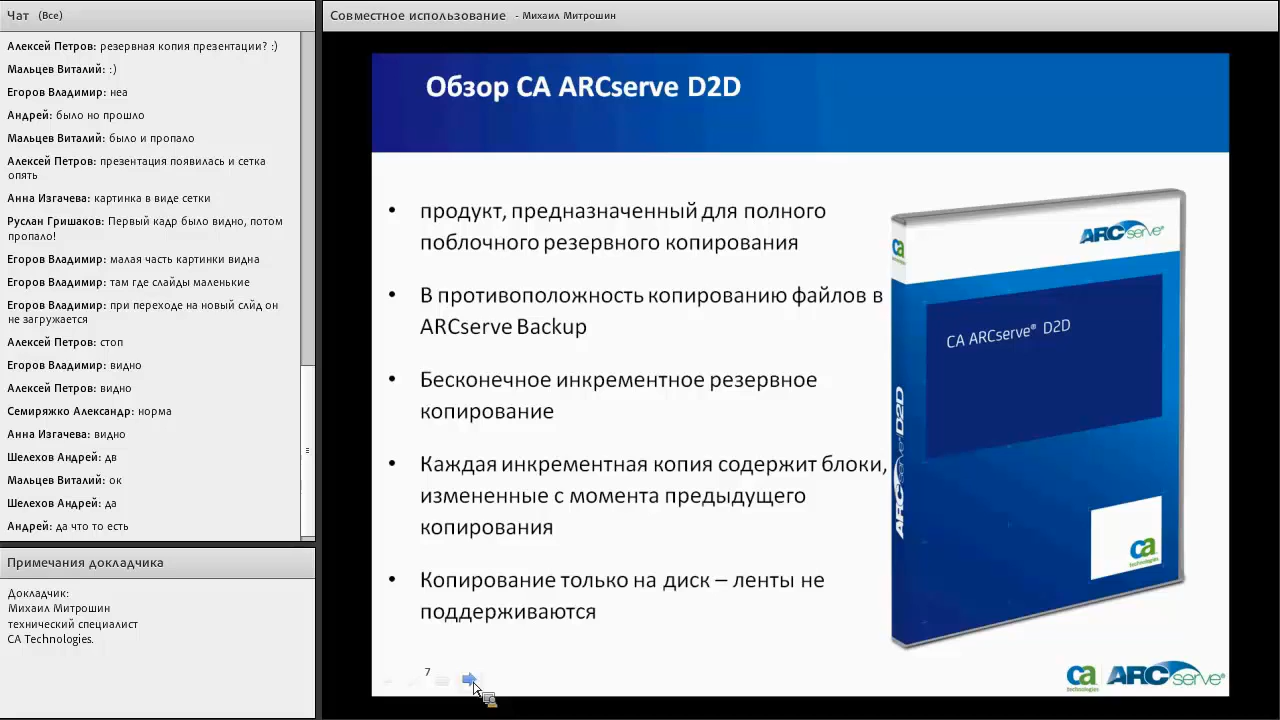 Чат (Все)
Алексей Петров: резервная копия презентации? :)
Мальцев Виталий: :)
Егоров Владимир: неа
Андрей: было но прошло
Мальцев Виталий: было и пропало
Алексей Петров: презентация появилась и сетка
опять
Анна Изгачева: картинка в виде сетки
Руслан Гришаков: Первый кадр было видно, потом
пропало!
Егоров Владимир: малая часть картинки видна
Егоров Владимир: там где слайды маленькие
Егоров Владимир: при переходе на новый слйд он
не загружается
Алексей Петров: стоп
Егоров Владимир: видно
Алексей Петров: видно
Семиряжко Александр: норма
Анна Изгачева: видно
Шелехов Андрей: дв
Мальцев Виталий: ок
Шелехов Андрей: да
Андрей: да что то есть
Примечания докладчика
Докладчик:
Михаил Митрошин
технический специалист
CA Technologies.
Совместное использование - Михаил Митрошин
Обзор CA ARCserve D2D
• продукт, предназначенный для полного
поблочного резервного копирования
• В противоположность копированию файлов в
ARCserve Backup
• Бесконечное инкрементное резервное
копирование
• Каждая инкрементная копия содержит блоки,
измененные с момента предыдущего
копирования
• Копирование только на диск – ленты не
поддерживаются
ca
ARCserve®
CA ARCserve® D2D
ARCserve D2D
ca
technologies
7
ca
technologies
ARCserve®